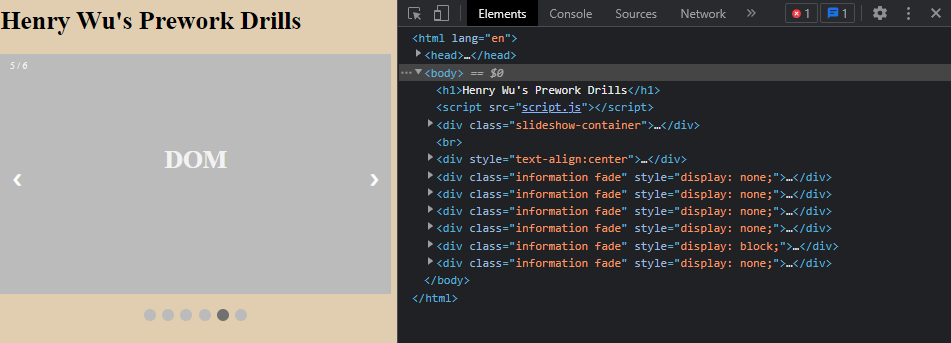 Henry Wu's Prework Drills
5 / 6
DOM
❮ ❯
Elements Console Sources Network » 1 1
<html lang="en">
<head>…</head>
<body> == $0
<h1>Henry Wu's Prework Drills</h1>
<script src="script.js"></script>
<div class="slideshow-container">…</div>
<br>
<div style="text-align:center">…</div>
<div class="information fade" style="display: none;">…</div>
<div class="information fade" style="display: none;">…</div>
<div class="information fade" style="display: none;">…</div>
<div class="information fade" style="display: none;">…</div>
<div class="information fade" style="display: block;">…</div>
<div class="information fade" style="display: none;">…</div>
</body>
</html>